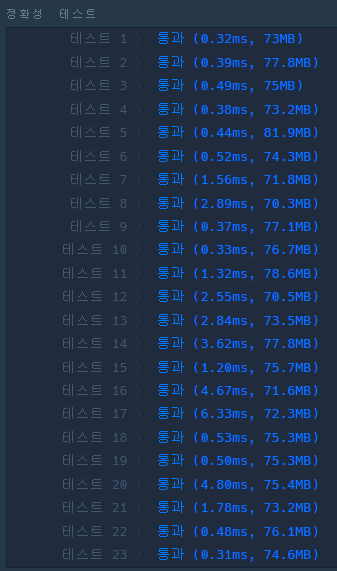 정확성 테스트
테스트 1 〉 통과 (0.32ms, 73MB)
테스트 2 〉 통과 (0.39ms, 77.8MB)
테스트 3 〉 통과 (0.49ms, 75MB)
테스트 4 〉 통과 (0.38ms, 73.2MB)
테스트 5 〉 통과 (0.44ms, 81.9MB)
테스트 6 〉 통과 (0.52ms, 74.3MB)
테스트 7 〉 통과 (1.56ms, 71.8MB)
테스트 8 〉 통과 (2.89ms, 70.3MB)
테스트 9 〉 통과 (0.37ms, 77.1MB)
테스트 10 〉 통과 (0.33ms, 76.7MB)
테스트 11 〉 통과 (1.32ms, 78.6MB)
테스트 12 〉 통과 (2.55ms, 70.5MB)
테스트 13 〉 통과 (2.84ms, 73.5MB)
테스트 14 〉 통과 (3.62ms, 77.8MB)
테스트 15 〉 통과 (1.20ms, 75.7MB)
테스트 16 〉 통과 (4.67ms, 71.6MB)
테스트 17 〉 통과 (6.33ms, 72.3MB)
테스트 18 〉 통과 (0.53ms, 75.3MB)
테스트 19 〉 통과 (0.50ms, 75.3MB)
테스트 20 〉 통과 (4.80ms, 75.4MB)
테스트 21 〉 통과 (1.78ms, 73.2MB)
테스트 22 〉 통과 (0.48ms, 76.1MB)
테스트 23 〉 통과 (0.31ms, 74.6MB)